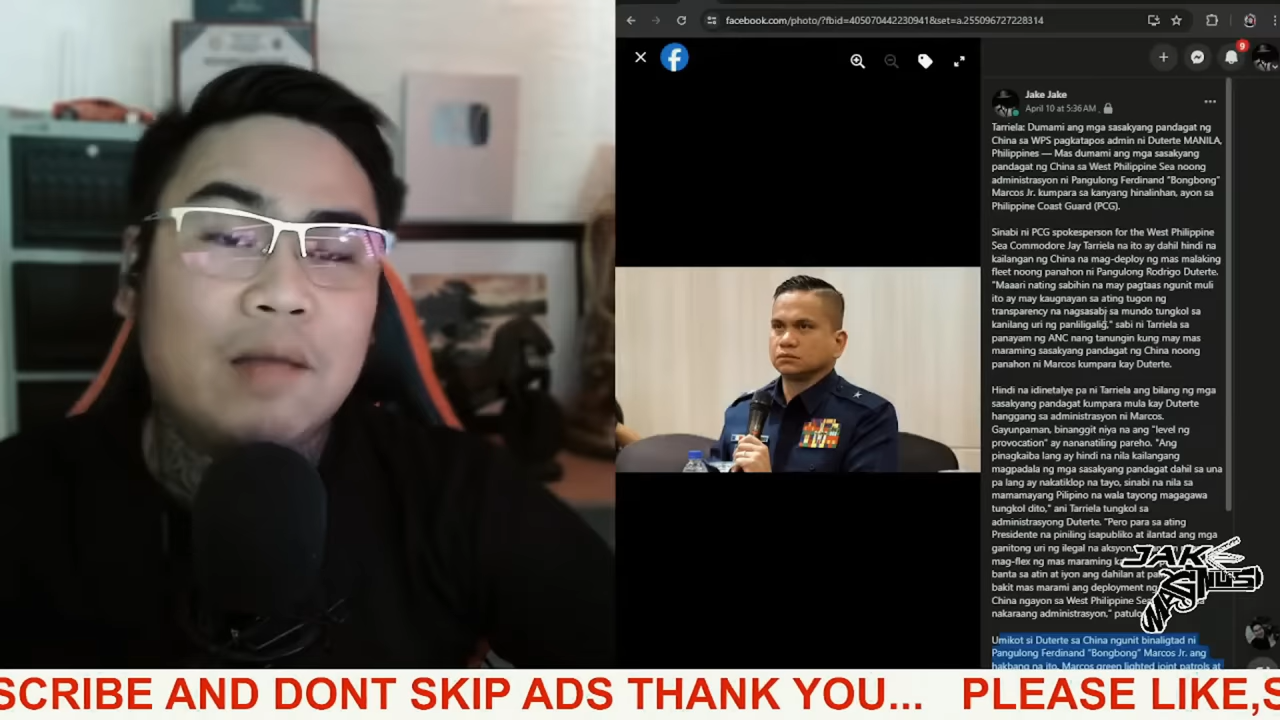 facebook.com/photo/?fbid=405070442230941&set=a.255096727728314
9
Jake Jake
April 10 at 5:36 AM
Tarriela: Dumami ang mga sasakyang pandagat ng
China sa WPS pagkatapos admin ni Duterte MANILA,
Philippines — Mas dumami ang mga sasakyang
pandagat ng China sa West Philippine Sea noong
administrasyon ni Pangulong Ferdinand "Bongbong"
Marcos Jr. kumpara sa kanyang hinalinhan, ayon sa
Philippine Coast Guard (PCG).
Sinabi ni PCG spokesperson for the West Philippine
Sea Commodore Jay Tarriela na ito ay dahil hindi na
kailangan ng China na mag-deploy ng mas malaking
fleet noong panahon ni Pangulong Rodrigo Duterte.
"Maaari nating sabihin na may pagtaas ngunit muli
ito ay may kaugnayan sa ating tugon ng
transparency na nagsasabi sa mundo tungkol sa
kanilang uri ng panliligalig," sabi ni Tarriela sa
panayam ng ANC nang tanungin kung may mas
maraming sasakyang pandagat ng China noong
panahon ni Marcos kumpara kay Duterte.
Hindi na idinetalye pa ni Tarriela ang bilang ng mga
sasakyang pandagat kumpara mula kay Duterte
hanggang sa administrasyon ni Marcos.
Gayunpaman, binanggit niya na ang "level ng
provocation" ay nananatiling pareho. "Ang
pinagkaiba lang ay hindi na nila kailangang
magpadala ng mga sasakyang pandagat dahil sa una
pa lang ay nakatiklop na tayo, sinabi na nila sa
mamamayang Pilipino na wala tayong magagawa
tungkol dito," ani Tarriela tungkol sa
administrasyong Duterte. "Pero para sa ating
Presidente na piniling isapubliko at ilantad ang mga
ganitong uri ng ilegal na aksyon
mag-flex ng mas maraming
banta sa atin at iyon ang dahilan at
bakit mas marami ang deployment ng
China ngayon sa West Philippine Sea
nakaraang administrasyon,"
Umikot si Duterte sa China ngunit binaligtad ni
Pangulong Ferdinand "Bongbong" Marcos Jr. ang
hakbang na ito. Marcos green lighted joint patrols at
JAK
MASINUS
SCRIBE AND DONT SKIP ADS THANK YOU... PLEASE LIKE,S